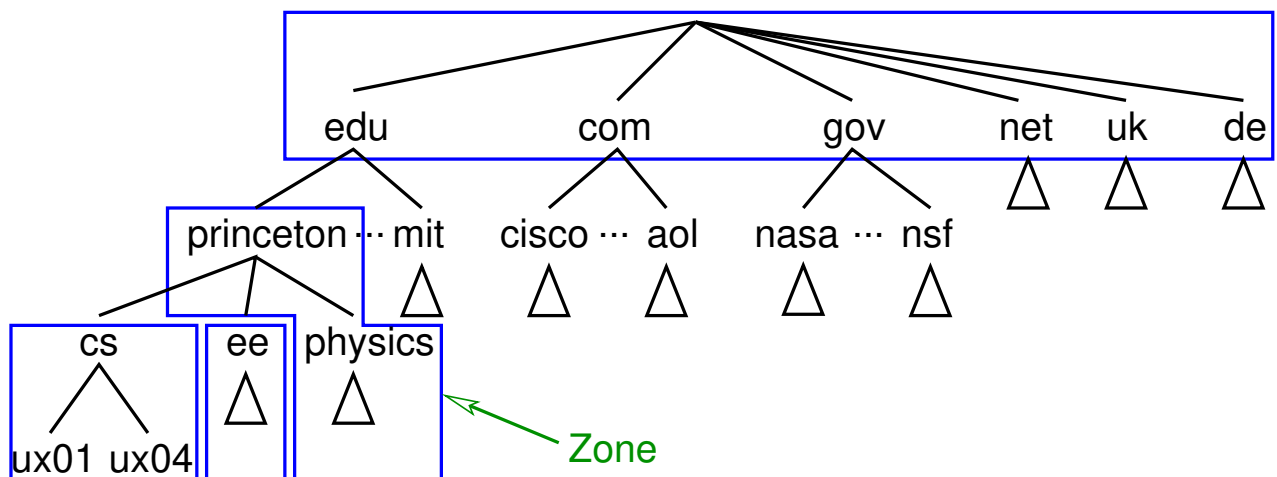 edu com gov net uk de
princeton ... mit cisco ... aol nasa ... nsf
cs ee physics
ux01 ux04 Zone